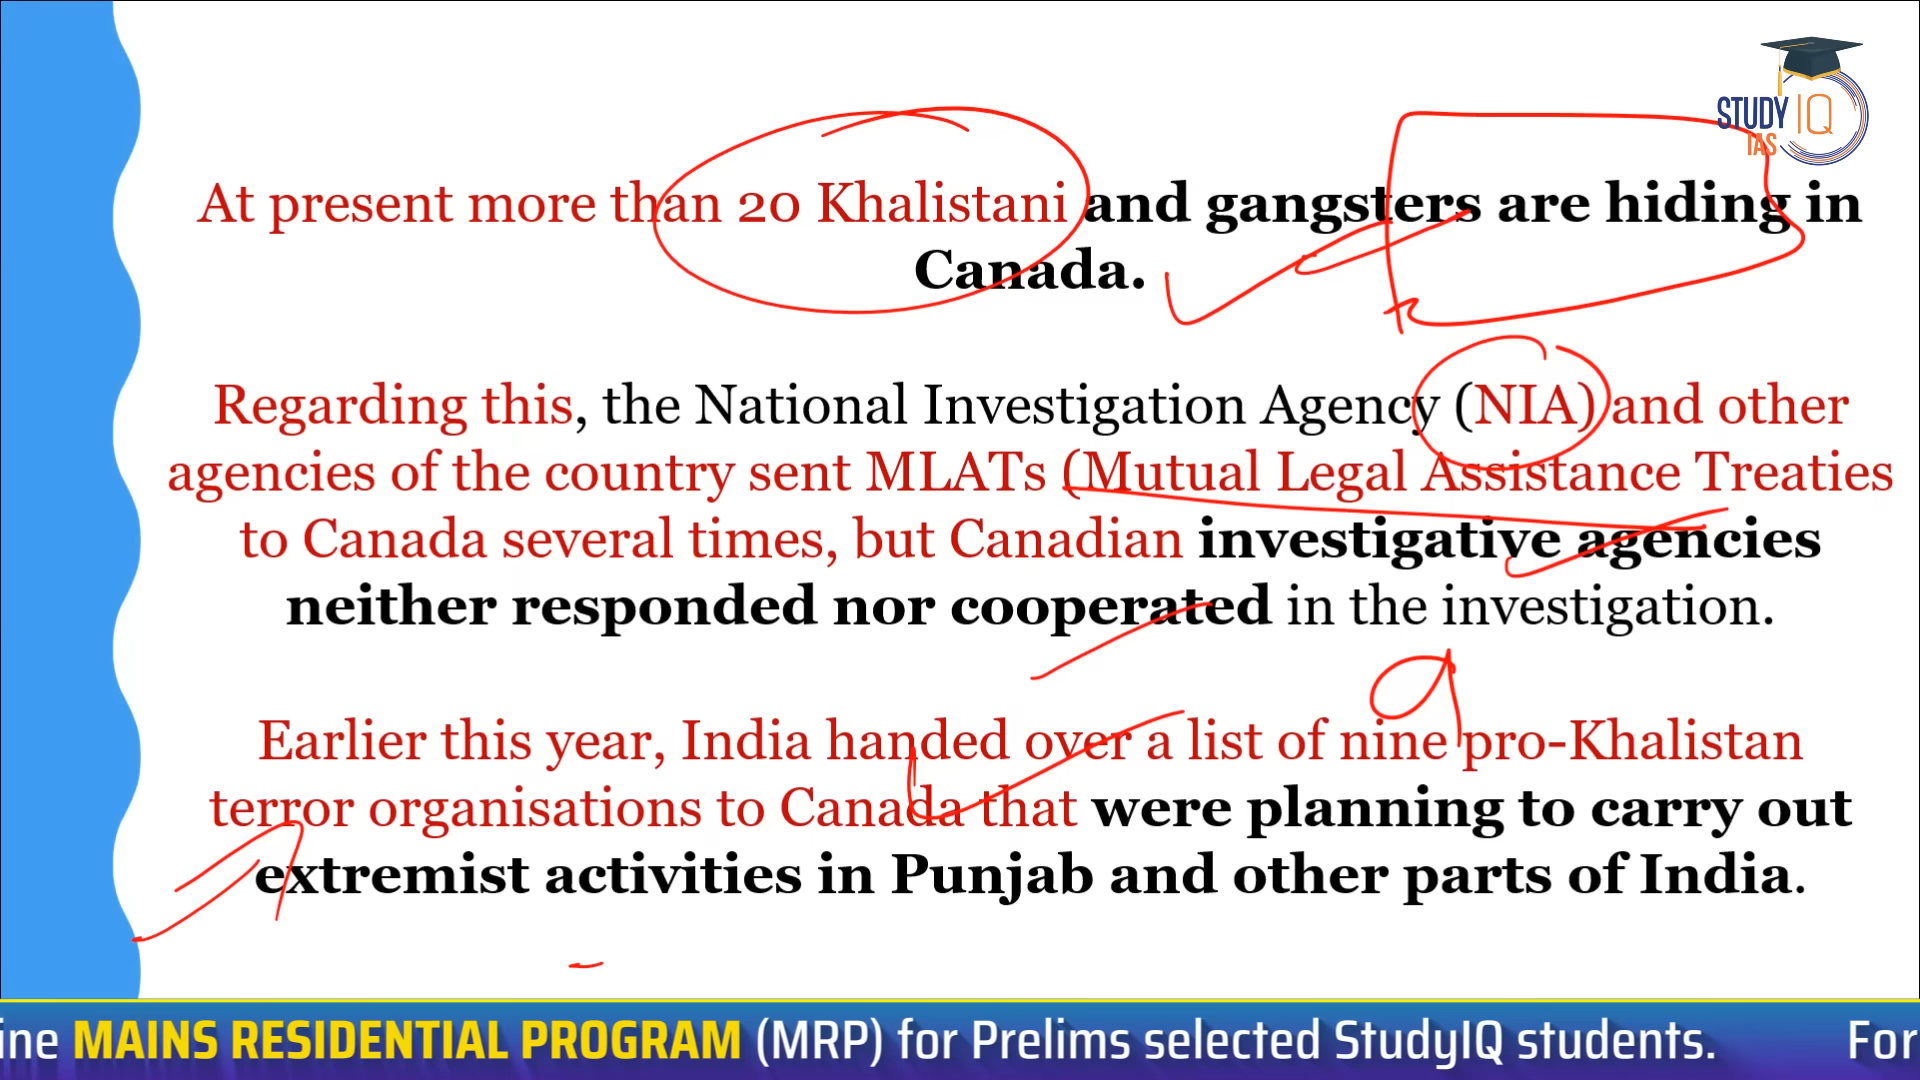 STUDY IQ
IAS
At present more than 20 Khalistani and gangsters are hiding in
Canada.
Regarding this, the National Investigation Agency (NIA) and other
agencies of the country sent MLATs (Mutual Legal Assistance Treaties
to Canada several times, but Canadian investigative agencies
neither responded nor cooperated in the investigation.
9
Earlier this year, India handed over a list of nine pro-Khalistan
terror organisations to Canada that were planning to carry out
extremist activities in Punjab and other parts of India.
ine MAINS RESIDENTIAL PROGRAM (MRP) for Prelims selected StudyIQ students. For